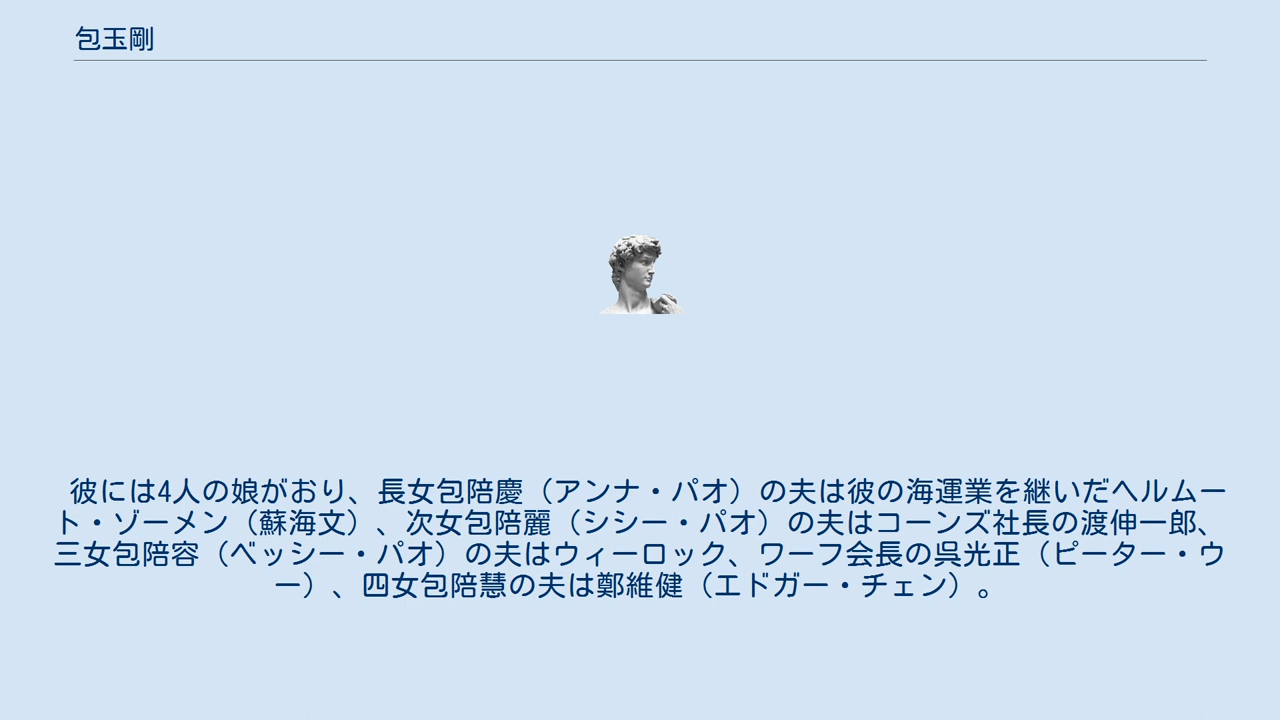 包玉剛
彼には4人の娘がおり、長女包陪慶（アンナ・パオ）の夫は彼の海運業を継いだヘルムー
ト・ゾーメン（蘇海文）、次女包陪麗（シシー・パオ）の夫はコーンズ社長の渡伸一郎、
三女包陪容（ベッシー・パオ）の夫はウィーロック、ワーフ会長の呉光正（ピーター・ウ
ー）、四女包陪慧の夫は鄭維健（エドガー・チェン）。